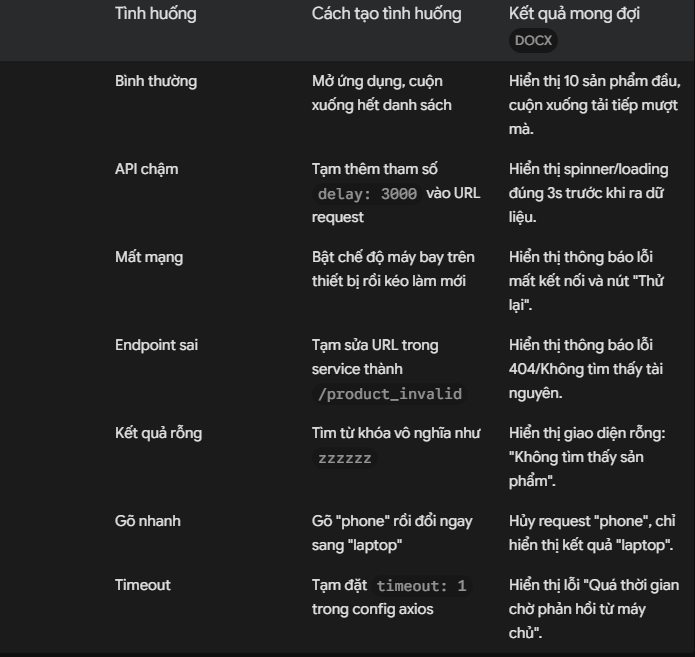 Tình huống Cách tạo tình huống Kết quả mong đợi
DOCX
Bình thường Mở ứng dụng, cuộn Hiển thị 10 sản phẩm đầu,
xuống hết danh sách cuộn xuống tải tiếp mượt
mà.
API chậm Tạm thêm tham số Hiển thị spinner/loading
delay: 3000 vào URL đúng 3s trước khi ra dữ
request liệu.
Mất mạng Bật chế độ máy bay trên Hiển thị thông báo lỗi
thiết bị rồi kéo làm mới mất kết nối và nút "Thử
lại".
Endpoint sai Tạm sửa URL trong Hiển thị thông báo lỗi
service thành 404/Không tìm thấy tài
/product_invalid nguyên.
Kết quả rỗng Tìm từ khóa vô nghĩa như Hiển thị giao diện rỗng:
zzzzzz "Không tìm thấy sản
phẩm".
Gõ nhanh Gõ "phone" rồi đổi ngay Hủy request "phone", chỉ
sang "laptop" hiển thị kết quả "laptop".
Timeout Tạm đặt timeout: 1 Hiển thị lỗi "Quá thời gian
trong config axios chờ phản hồi từ máy
chủ".